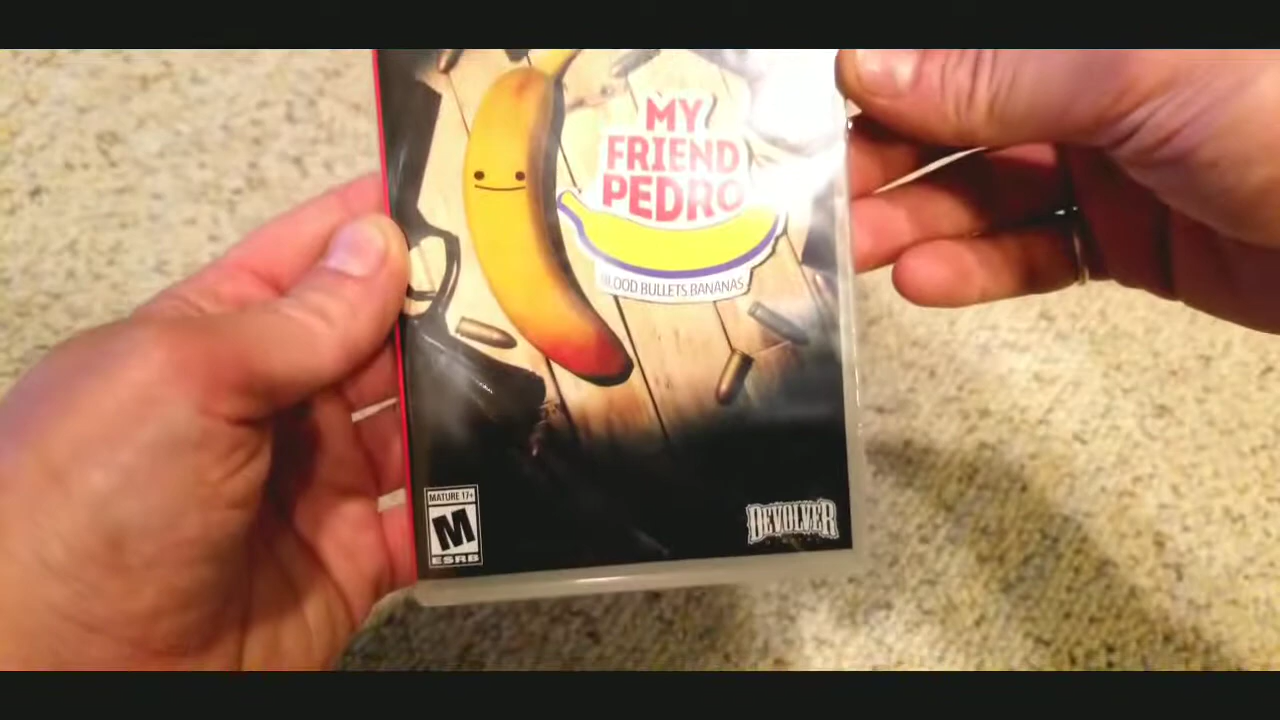 MY
FRIEND
PEDRO
BLOOD BULLETS BANANAS
MATURE 17+
M
ESRB
DEVOLVER